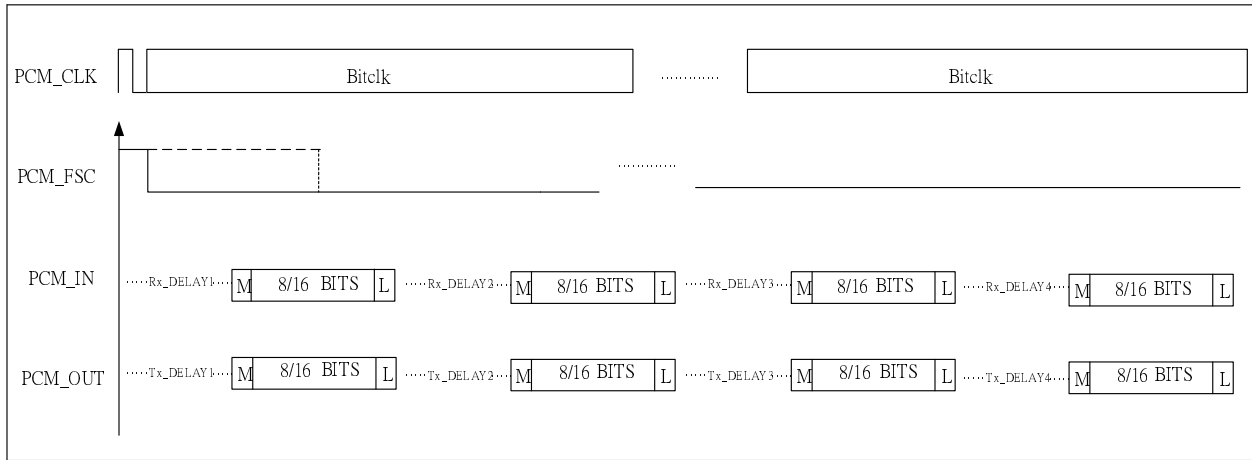 PCM_CLK Bitclk ............ Bitclk
PCM_FSC ............
PCM_IN ·····Rx_DELAY1··· M 8/16 BITS L ·····Rx_DELAY2··· M 8/16 BITS L ·····Rx_DELAY3··· M 8/16 BITS L ·····Rx_DELAY4··· M 8/16 BITS L
PCM_OUT ·····Tx_DELAY1··· M 8/16 BITS L ·····Tx_DELAY2··· M 8/16 BITS L ·····Tx_DELAY3··· M 8/16 BITS L ·····Tx_DELAY4··· M 8/16 BITS L